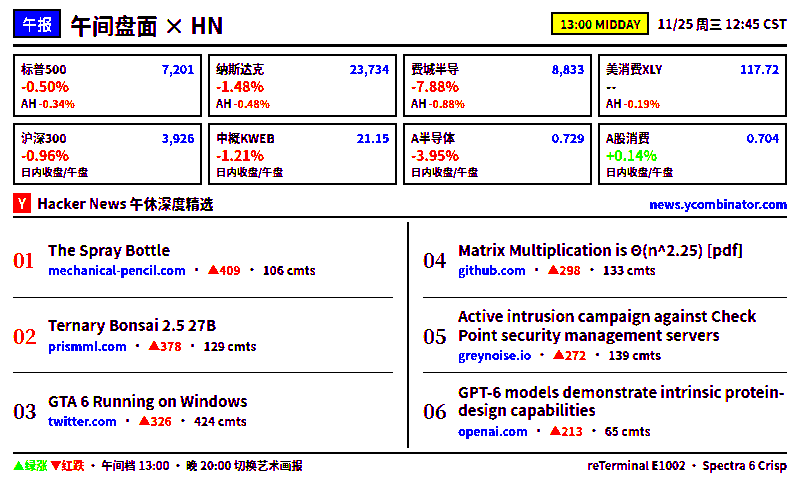 午报 午间盘面 × HN 13:00 MIDDAY 11/25 周三 12:45 CST
标普500 7,201
-0.50%
AH -0.34%
纳斯达克 23,734
-1.48%
AH -0.48%
费城半导 8,833
-7.88%
AH -0.88%
美消费XLY 117.72
--
AH -0.19%
沪深300 3,926
-0.96%
日内收盘/午盘
中概KWEB 21.15
-1.21%
日内收盘/午盘
A半导体 0.729
-3.95%
日内收盘/午盘
A股消费 0.704
+0.14%
日内收盘/午盘
Y Hacker News 午休深度精选 news.ycombinator.com
01 The Spray Bottle
mechanical-pencil.com · ▲409 · 106 cmts
02 Ternary Bonsai 2.5 27B
prismml.com · ▲378 · 129 cmts
03 GTA 6 Running on Windows
twitter.com · ▲326 · 424 cmts
04 Matrix Multiplication is Θ(n^2.25) [pdf]
github.com · ▲298 · 133 cmts
05 Active intrusion campaign against Check
Point security management servers
greynoise.io · ▲272 · 139 cmts
06 GPT-6 models demonstrate intrinsic protein-
design capabilities
openai.com · ▲213 · 65 cmts
▲绿涨 ▼红跌 · 午间档 13:00 · 晚 20:00 切换艺术画报 reTerminal E1002 · Spectra 6 Crisp